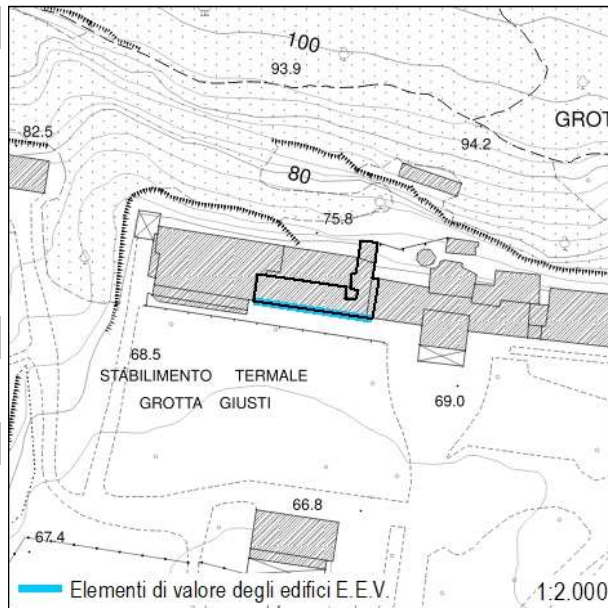 100
93.9
GROT
82.5
94.2
80
75.8
68.5
STABILIMENTO TERMALE
GROTTA GIUSTI
69.0
66.8
67.4
Elementi di valore degli edifici E.E.V.
1:2.000